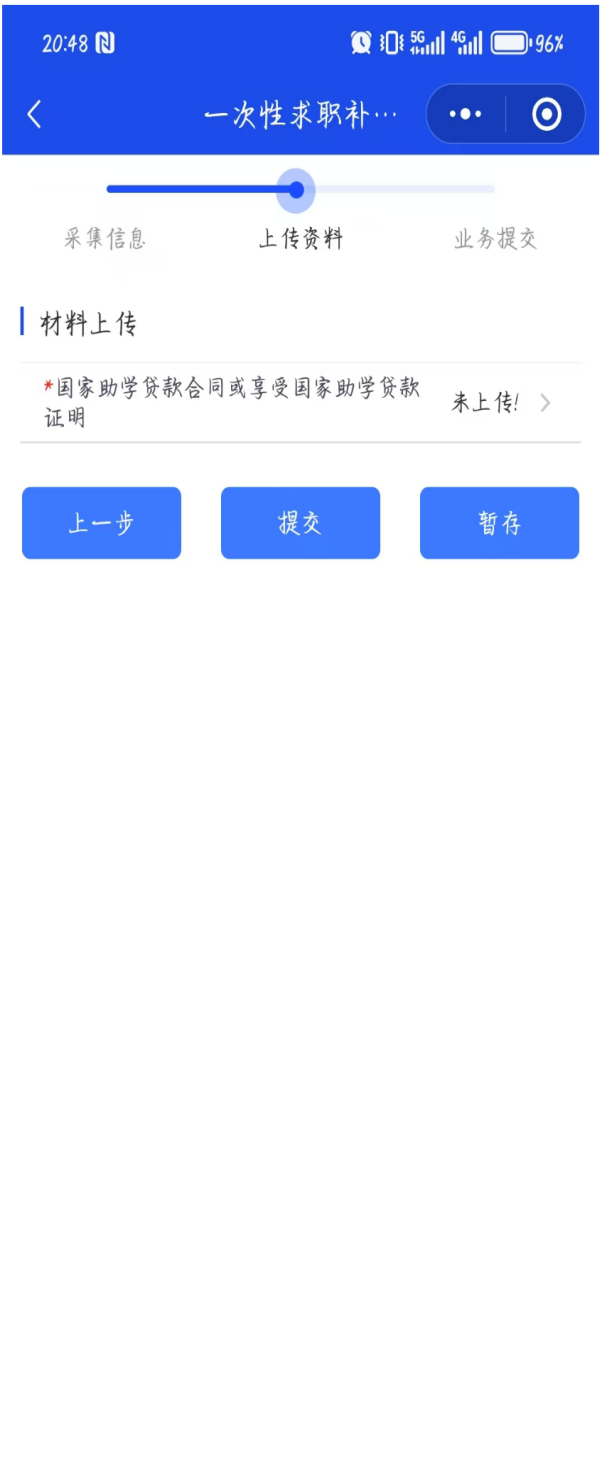 20:48 5G 4G 96%
一次性求职补…
采集信息 上传资料 业务提交
材料上传
*国家助学贷款合同或享受国家助学贷款
证明
未上传!
上一步 提交 暂存